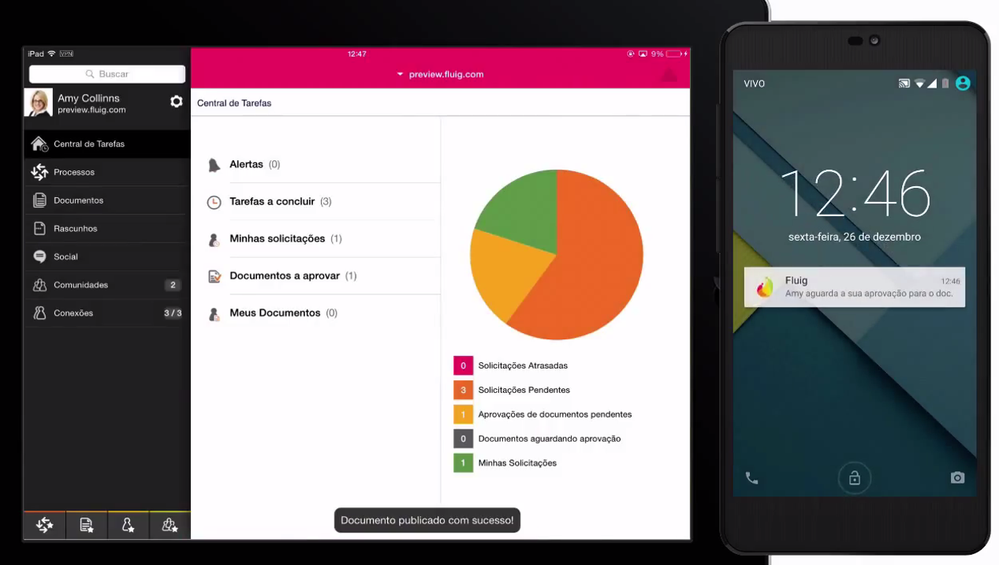 iPad VPN
12:47
9%
Buscar
preview.fluig.com
Amy Collinns
preview.fluig.com
Central de Tarefas
Central de Tarefas
Processos
Documentos
Rascunhos
Social
Comunidades 2
Conexões 3 / 3
Alertas (0)
Tarefas a concluir (3)
Minhas solicitações (1)
Documentos a aprovar (1)
Meus Documentos (0)
0 Solicitações Atrasadas
3 Solicitações Pendentes
1 Aprovações de documentos pendentes
0 Documentos aguardando aprovação
1 Minhas Solicitações
Documento publicado com sucesso!
VIVO
12:46
sexta-feira, 26 de dezembro
Fluig 12:46
Amy aguarda a sua aprovação para o doc.